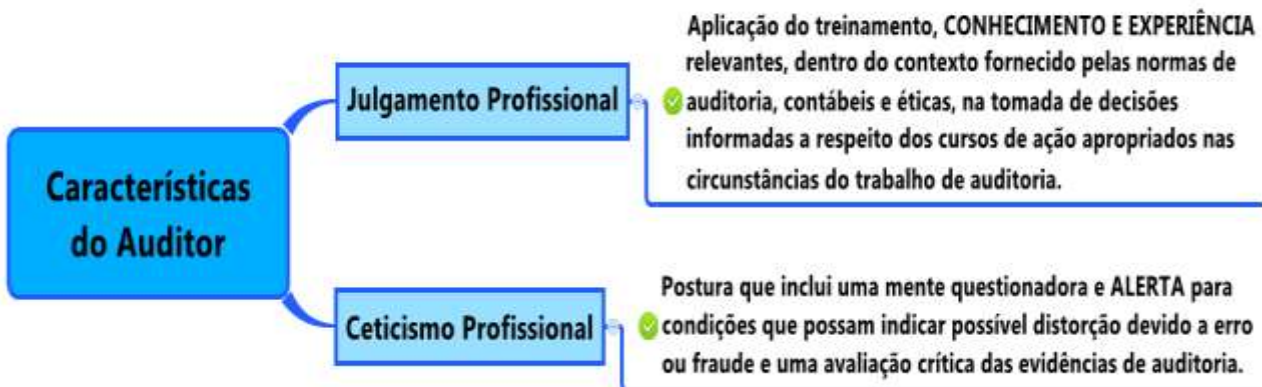 Características
do Auditor
Julgamento Profissional
Aplicação do treinamento, CONHECIMENTO E EXPERIÊNCIA
relevantes, dentro do contexto fornecido pelas normas de
auditoria, contábeis e éticas, na tomada de decisões
informadas a respeito dos cursos de ação apropriados nas
circunstâncias do trabalho de auditoria.
Ceticismo Profissional
Postura que inclui uma mente questionadora e ALERTA para
condições que possam indicar possível distorção devido a erro
ou fraude e uma avaliação crítica das evidências de auditoria.